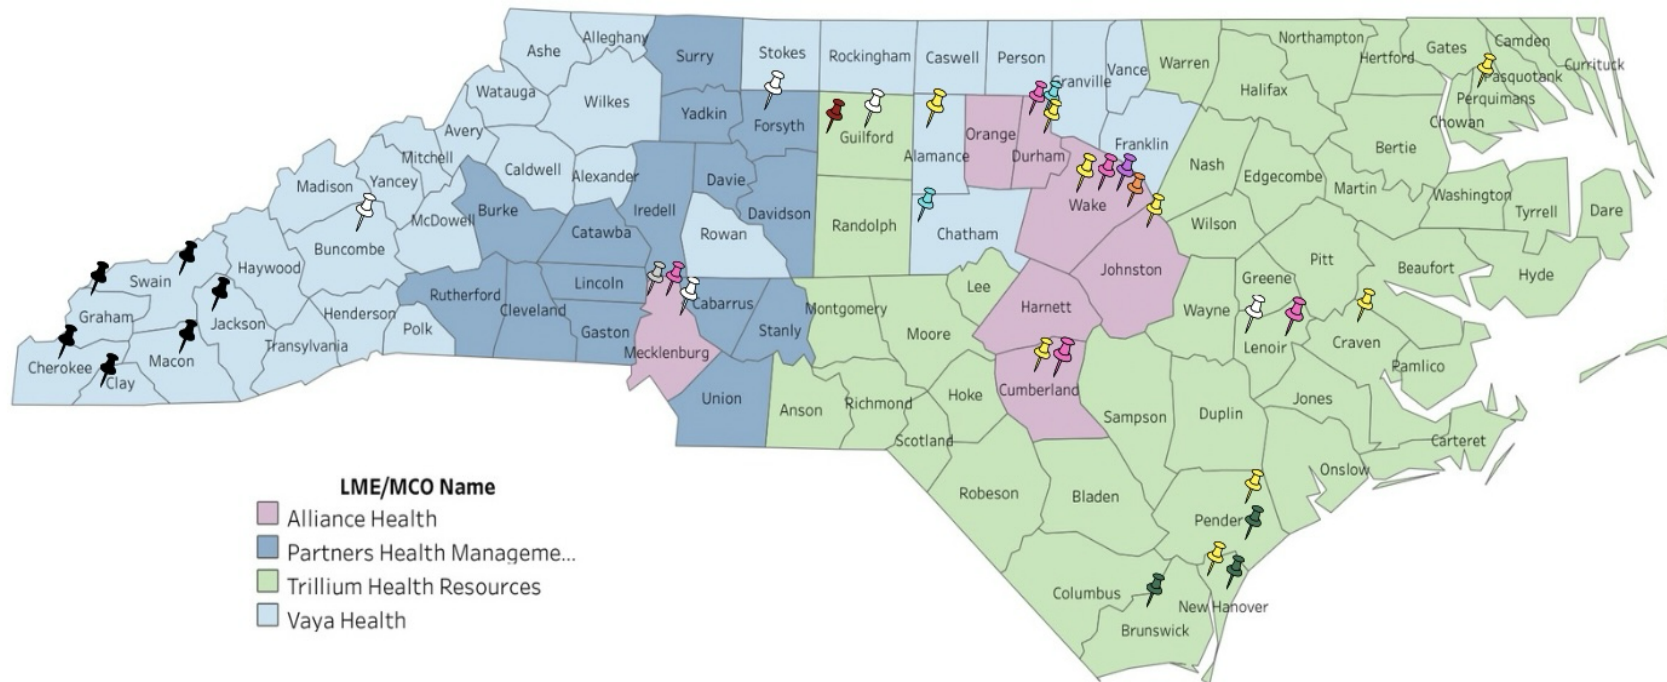 Ashe
Alleghany
Surry
Stokes
Rockingham
Caswell
Person
Granville
Vance
Warren
Northampton
Hertford
Gates
Camden
Currituck
Pasquotank
Perquimans
Chowan
Halifax
Watauga
Wilkes
Yadkin
Forsyth
Guilford
Alamance
Orange
Durham
Franklin
Nash
Edgecombe
Bertie
Martin
Washington
Tyrrell
Dare
Avery
Mitchell
Yancey
Madison
Caldwell
Alexander
Iredell
Davie
Davidson
Randolph
Chatham
Wake
Wilson
McDowell
Burke
Catawba
Rowan
Buncombe
Haywood
Swain
Graham
Jackson
Cherokee
Clay
Macon
Transylvania
Henderson
Polk
Rutherford
Cleveland
Lincoln
Gaston
Cabarrus
Stanly
Mecklenburg
Union
Anson
Montgomery
Richmond
Moore
Lee
Hoke
Scotland
Harnett
Johnston
Cumberland
Greene
Pitt
Beaufort
Hyde
Wayne
Lenoir
Craven
Pamlico
Sampson
Duplin
Jones
Carteret
Onslow
Robeson
Bladen
Pender
Columbus
New Hanover
Brunswick
LME/MCO Name
Alliance Health
Partners Health Manageme...
Trillium Health Resources
Vaya Health